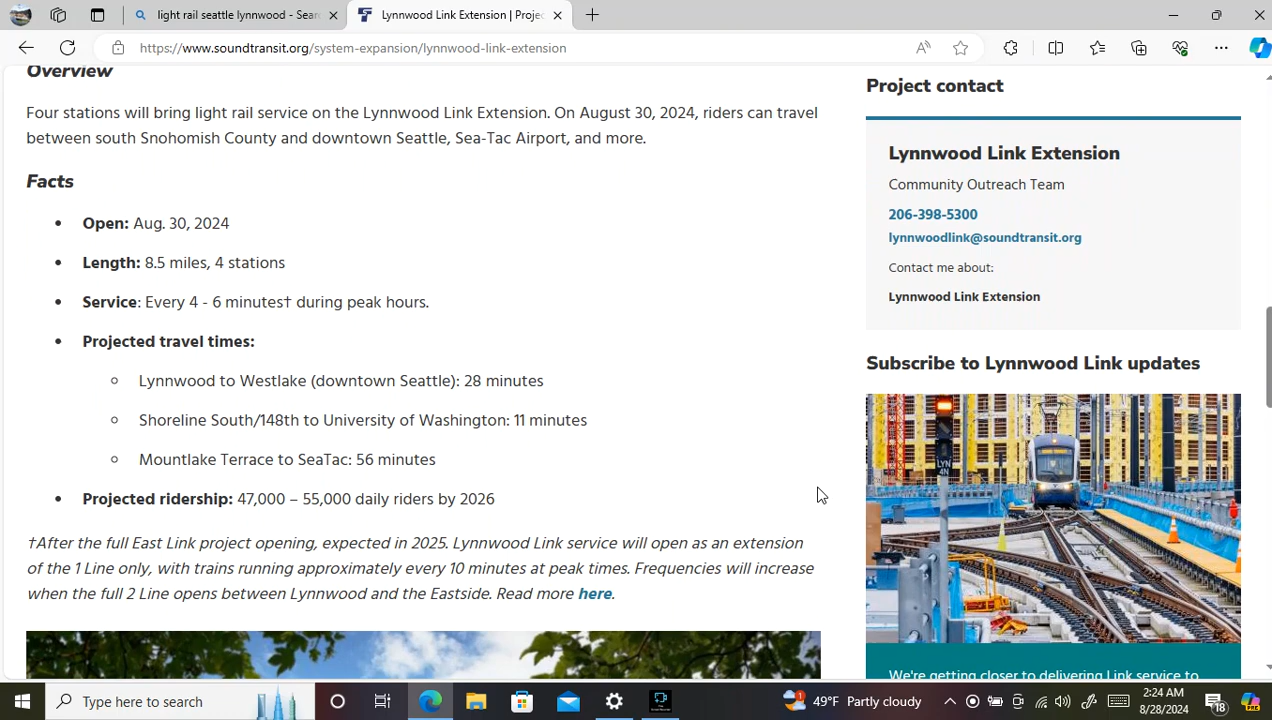 light rail seattle lynnwood - Sear
Lynnwood Link Extension | Projec
https://www.soundtransit.org/system-expansion/lynnwood-link-extension
Overview
Four stations will bring light rail service on the Lynnwood Link Extension. On August 30, 2024, riders can travel
between south Snohomish County and downtown Seattle, Sea-Tac Airport, and more.
Facts
• Open: Aug. 30, 2024
• Length: 8.5 miles, 4 stations
• Service: Every 4 - 6 minutes† during peak hours.
• Projected travel times:
○ Lynnwood to Westlake (downtown Seattle): 28 minutes
○ Shoreline South/148th to University of Washington: 11 minutes
○ Mountlake Terrace to SeaTac: 56 minutes
• Projected ridership: 47,000 – 55,000 daily riders by 2026
†After the full East Link project opening, expected in 2025. Lynnwood Link service will open as an extension
of the 1 Line only, with trains running approximately every 10 minutes at peak times. Frequencies will increase
when the full 2 Line opens between Lynnwood and the Eastside. Read more here.
Project contact
Lynnwood Link Extension
Community Outreach Team
206-398-5300
lynnwoodlink@soundtransit.org
Contact me about:
Lynnwood Link Extension
Subscribe to Lynnwood Link updates
LYN
4N
We're getting closer to delivering Link service to
Type here to search
1
49°F Partly cloudy
2:24 AM
8/28/2024
18
PRE